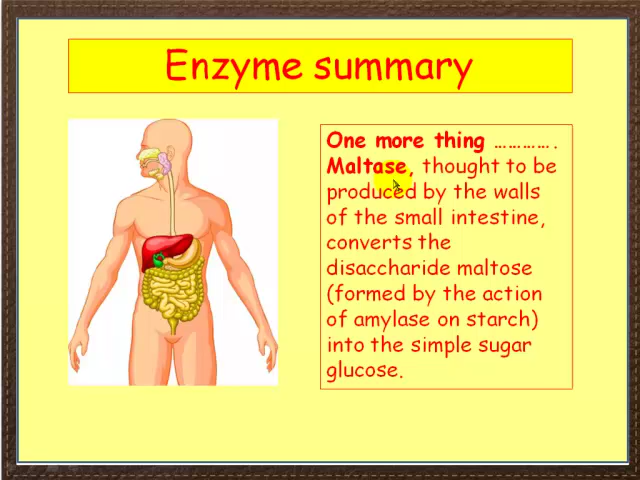 Enzyme summary
One more thing ………….
Maltase, thought to be
produced by the walls
of the small intestine,
converts the
disaccharide maltose
(formed by the action
of amylase on starch)
into the simple sugar
glucose.